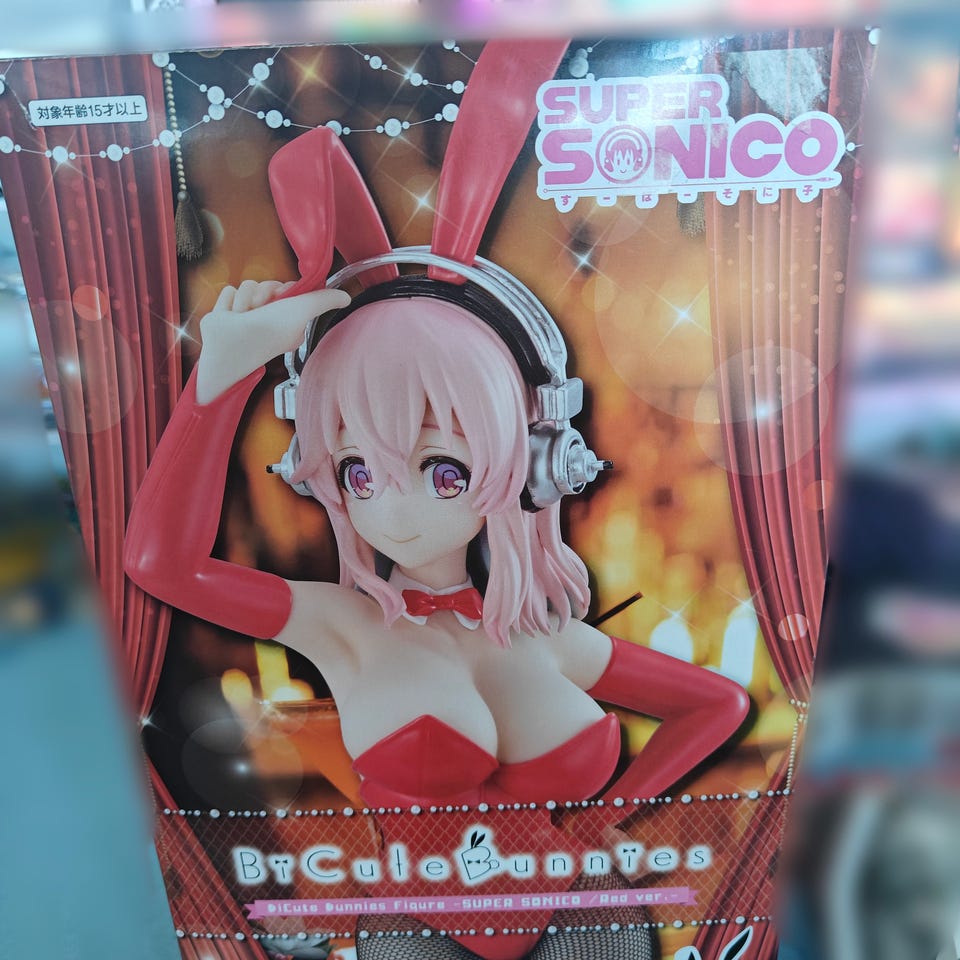 対象年齢15才以上
SUPER
SONICO
すーぱーそに子
BiCute Bunnies
BiCute Bunnies Figure -SUPER SONICO /Red ver.-